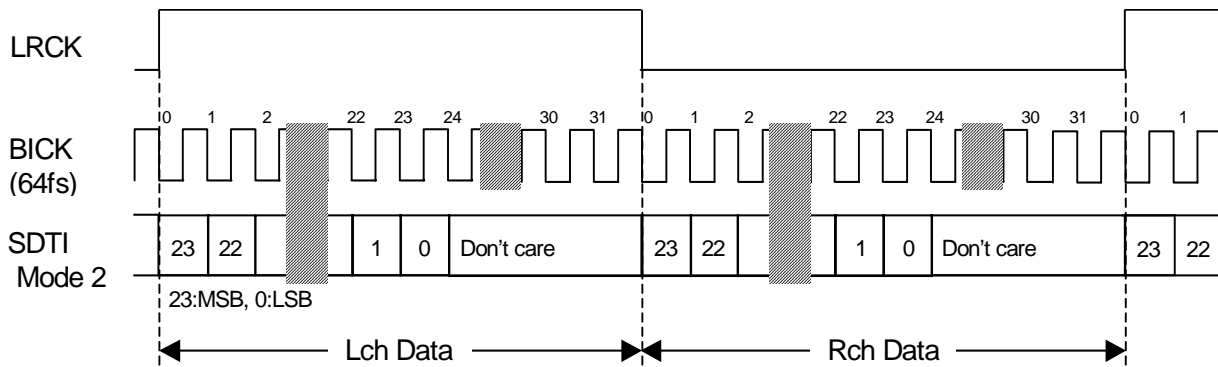 LRCK
0 1 2 22 23 24 30 31 0 1 2 22 23 24 30 31 0 1
BICK
(64fs)
SDTI
Mode 2
23 22 1 0 Don't care 23 22 1 0 Don't care 23 22
23:MSB, 0:LSB
Lch Data Rch Data